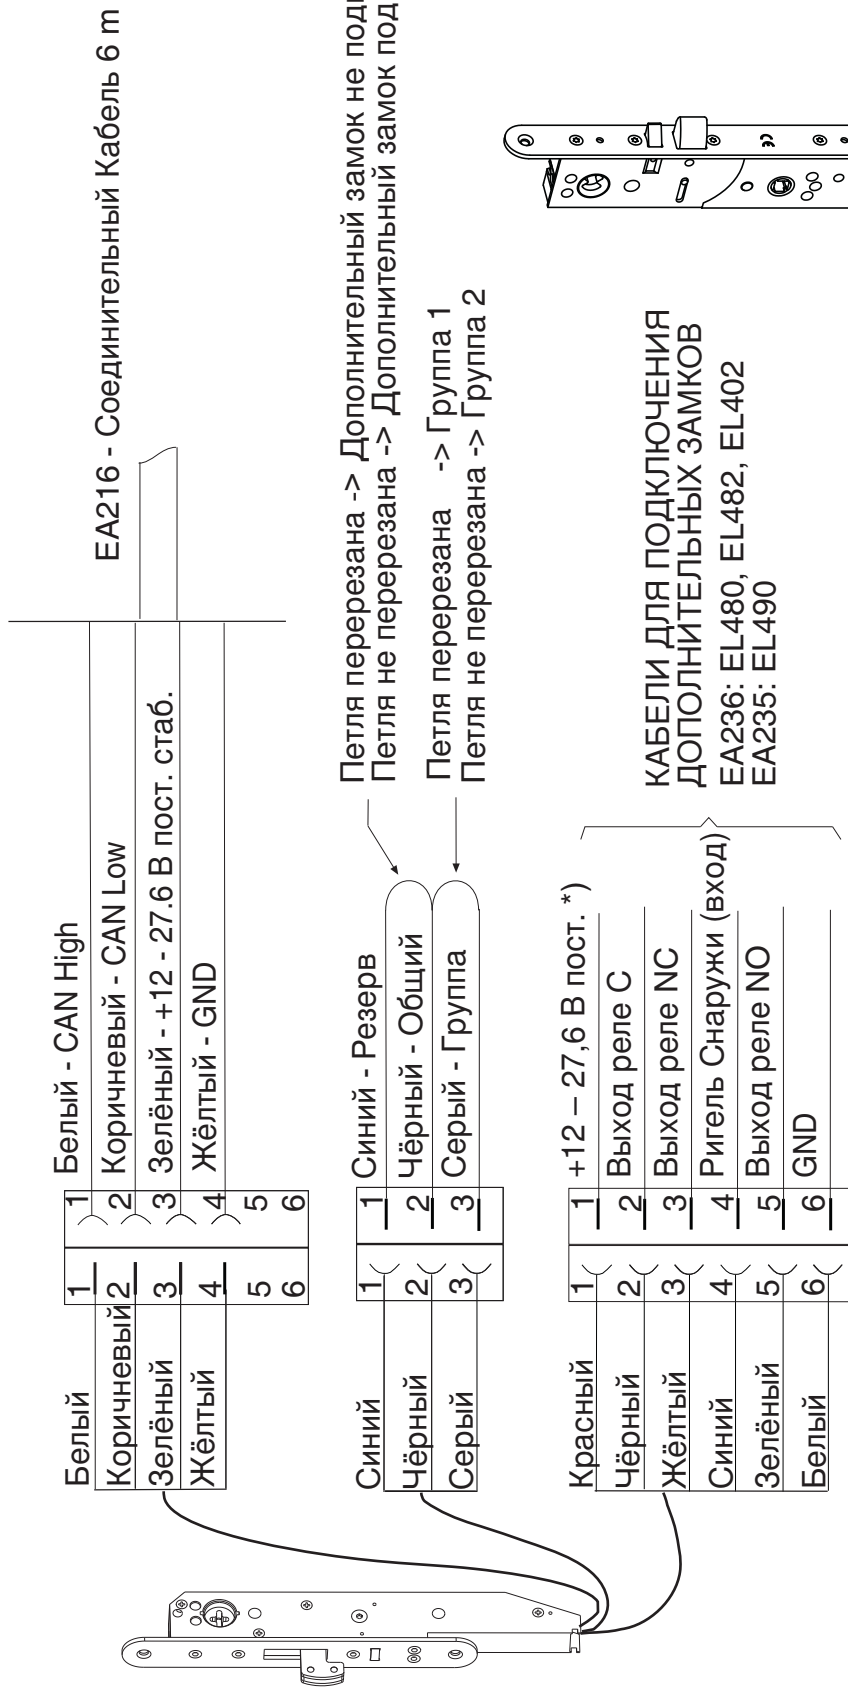 EA216 - Соединительный Кабель 6 m
Белый - CAN High
Коричневый - CAN Low
Зелёный - +12 - 27.6 В пост. стаб.
Жёлтый - GND
1
2
3
4
5
6
1
2
3
4
5
6
Белый
Коричневый
Зелёный
Жёлтый
Петля перерезана -> Дополнительный замок не
Петля не перерезана -> Дополнительный замок
Петля перерезана -> Группа 1
Петля не перерезана -> Группа 2
Синий - Резерв
Чёрный - Общий
Серый - Группа
1
2
3
1
2
3
Синий
Чёрный
Серый
КАБЕЛИ ДЛЯ ПОДКЛЮЧЕНИЯ
ДОПОЛНИТЕЛЬНЫХ ЗАМКОВ
EA236: EL480, EL482, EL402
EA235: EL490
+12 – 27,6 В пост. *)
Выход реле C
Выход реле NC
Ригель Снаружи (вход)
Выход реле NO
GND
1
2
3
4
5
6
1
2
3
4
5
6
Красный
Чёрный
Жёлтый
Синий
Зелёный
Белый
CE